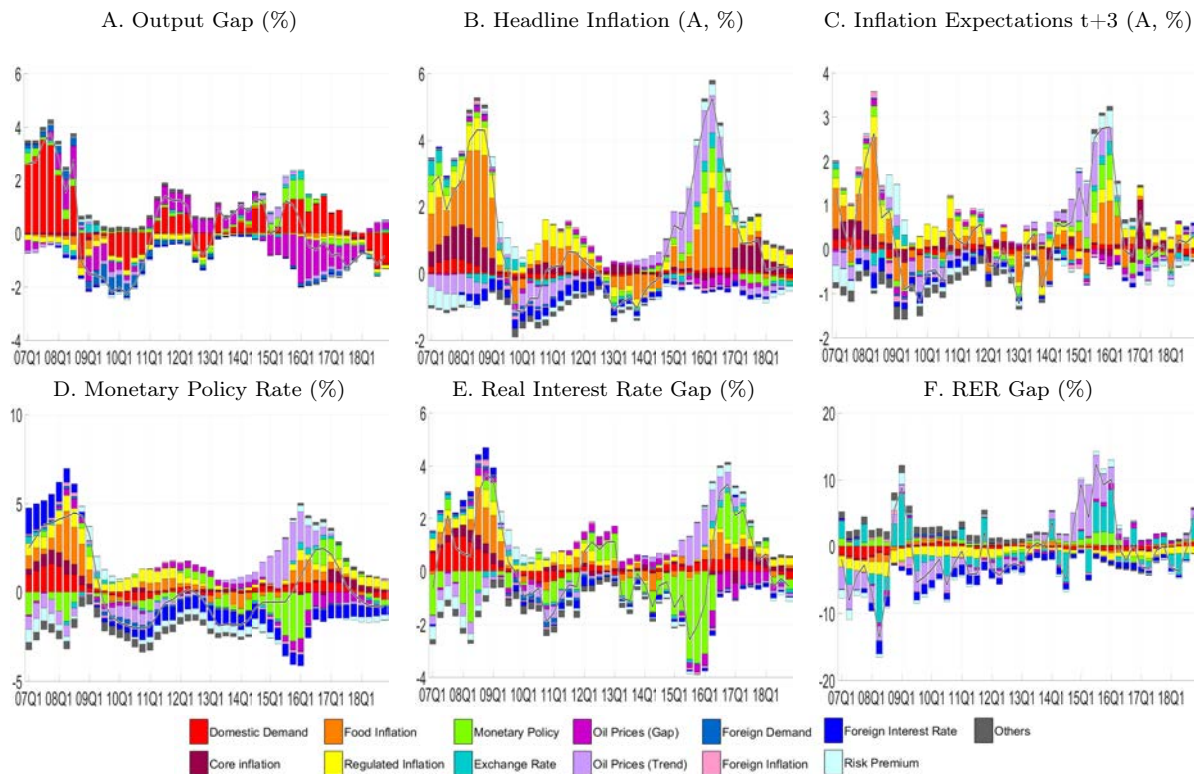 A. Output Gap (%)
B. Headline Inflation (A, %)
C. Inflation Expectations t+3 (A, %)
6
4
2
0
-2
-4
07Q1 08Q1 09Q1 10Q1 11Q1 12Q1 13Q1 14Q1 15Q1 16Q1 17Q1 18Q1
6
4
2
0
-2
07Q1 08Q1 09Q1 10Q1 11Q1 12Q1 13Q1 14Q1 15Q1 16Q1 17Q1 18Q1
4
3
2
1
0
-1
-2
07Q1 08Q1 09Q1 10Q1 11Q1 12Q1 13Q1 14Q1 15Q1 16Q1 17Q1 18Q1
D. Monetary Policy Rate (%)
E. Real Interest Rate Gap (%)
F. RER Gap (%)
10
5
0
-5
07Q1 08Q1 09Q1 10Q1 11Q1 12Q1 13Q1 14Q1 15Q1 16Q1 17Q1 18Q1
6
4
2
0
-2
-4
07Q1 08Q1 09Q1 10Q1 11Q1 12Q1 13Q1 14Q1 15Q1 16Q1 17Q1 18Q1
20
10
0
-10
-20
07Q1 08Q1 09Q1 10Q1 11Q1 12Q1 13Q1 14Q1 15Q1 16Q1 17Q1 18Q1
Domestic Demand Food Inflation Monetary Policy Oil Prices (Gap) Foreign Demand Foreign Interest Rate Others
Core inflation Regulated Inflation Exchange Rate Oil Prices (Trend) Foreign Inflation Risk Premium